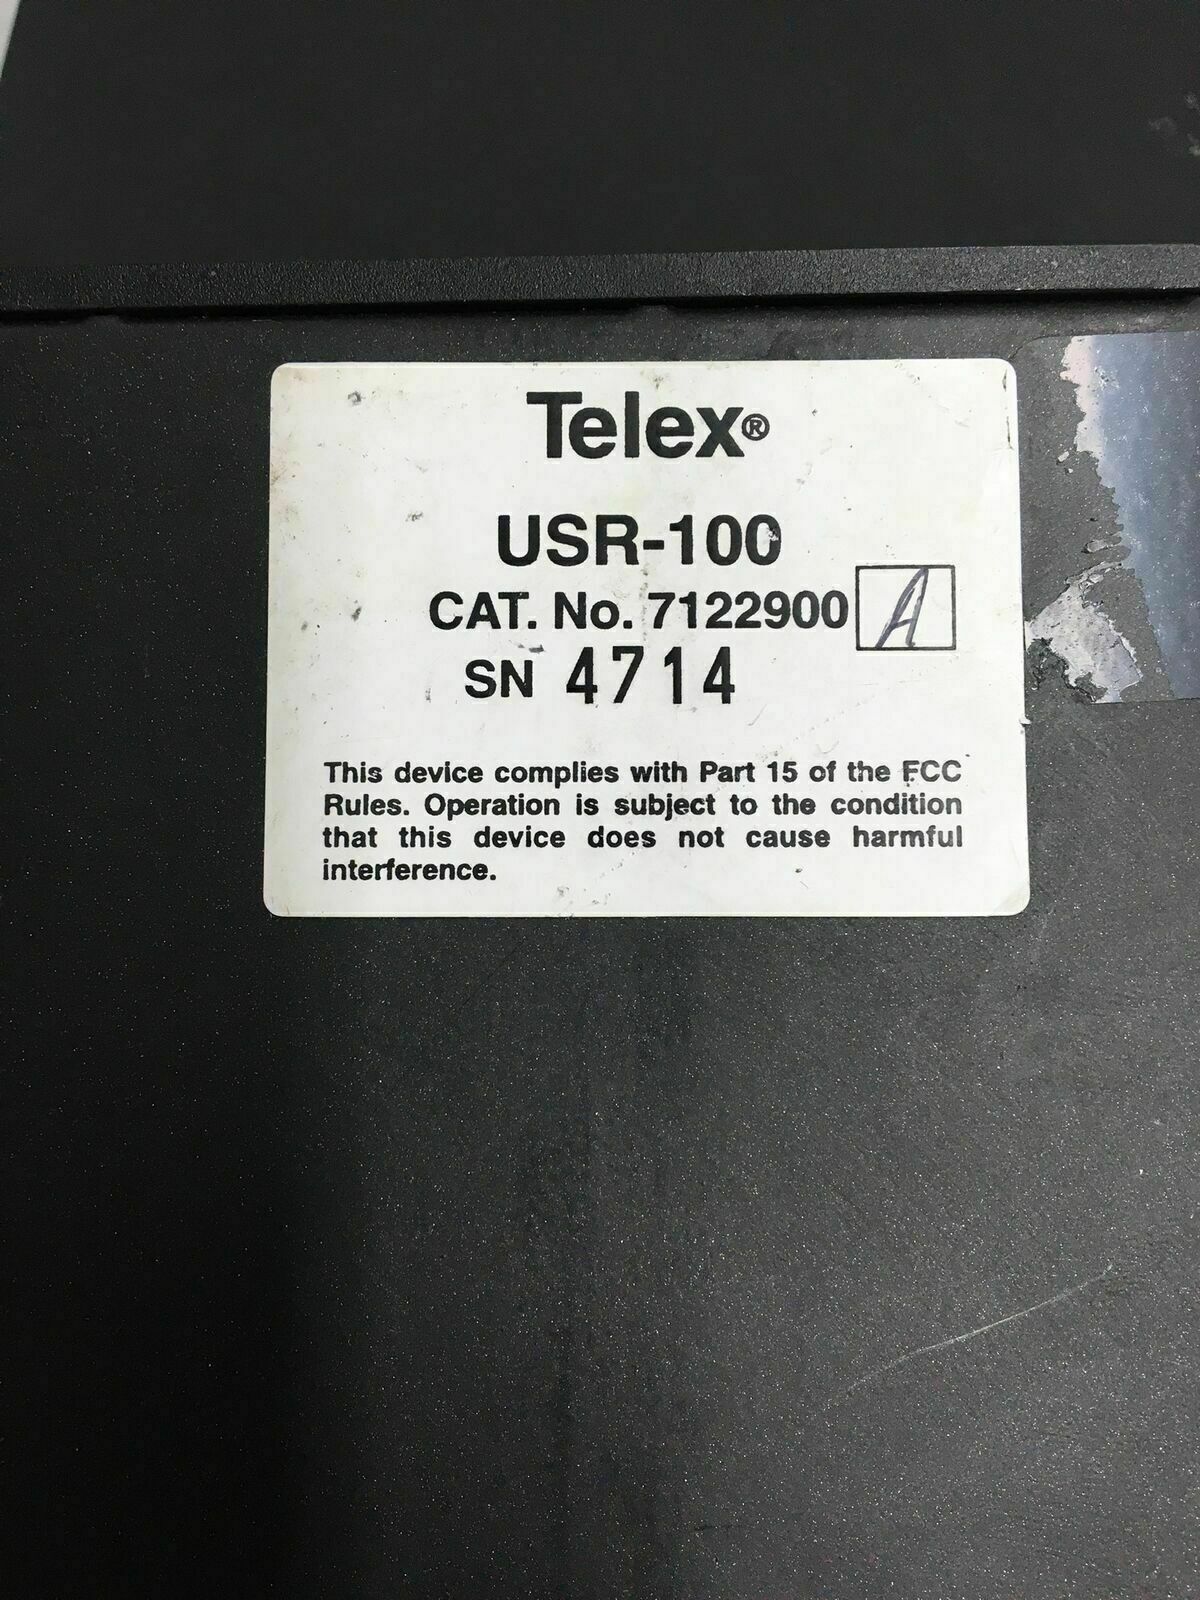 Telex®
USR-100
CAT. No. 7122900 A
SN 4714
This device complies with Part 15 of the FCC
Rules. Operation is subject to the condition
that this device does not cause harmful
interference.